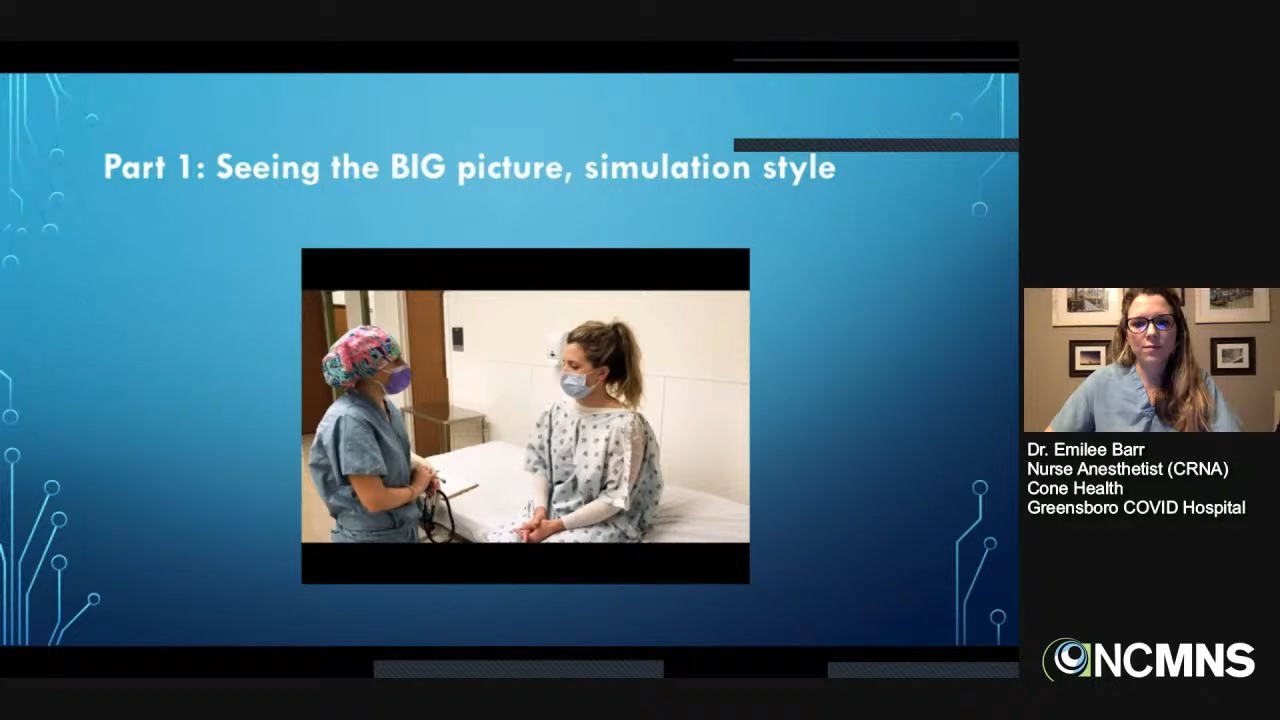 Part 1: Seeing the BIG picture, simulation style
Dr. Emilee Barr
Nurse Anesthetist (CRNA)
Cone Health
Greensboro COVID Hospital
NCMNS